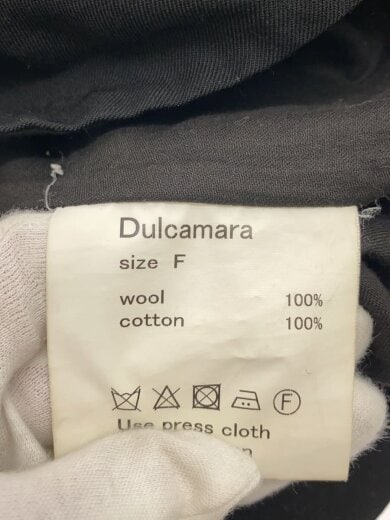 Dulcamara
size F
wool 100%
cotton 100%
F
Use press cloth